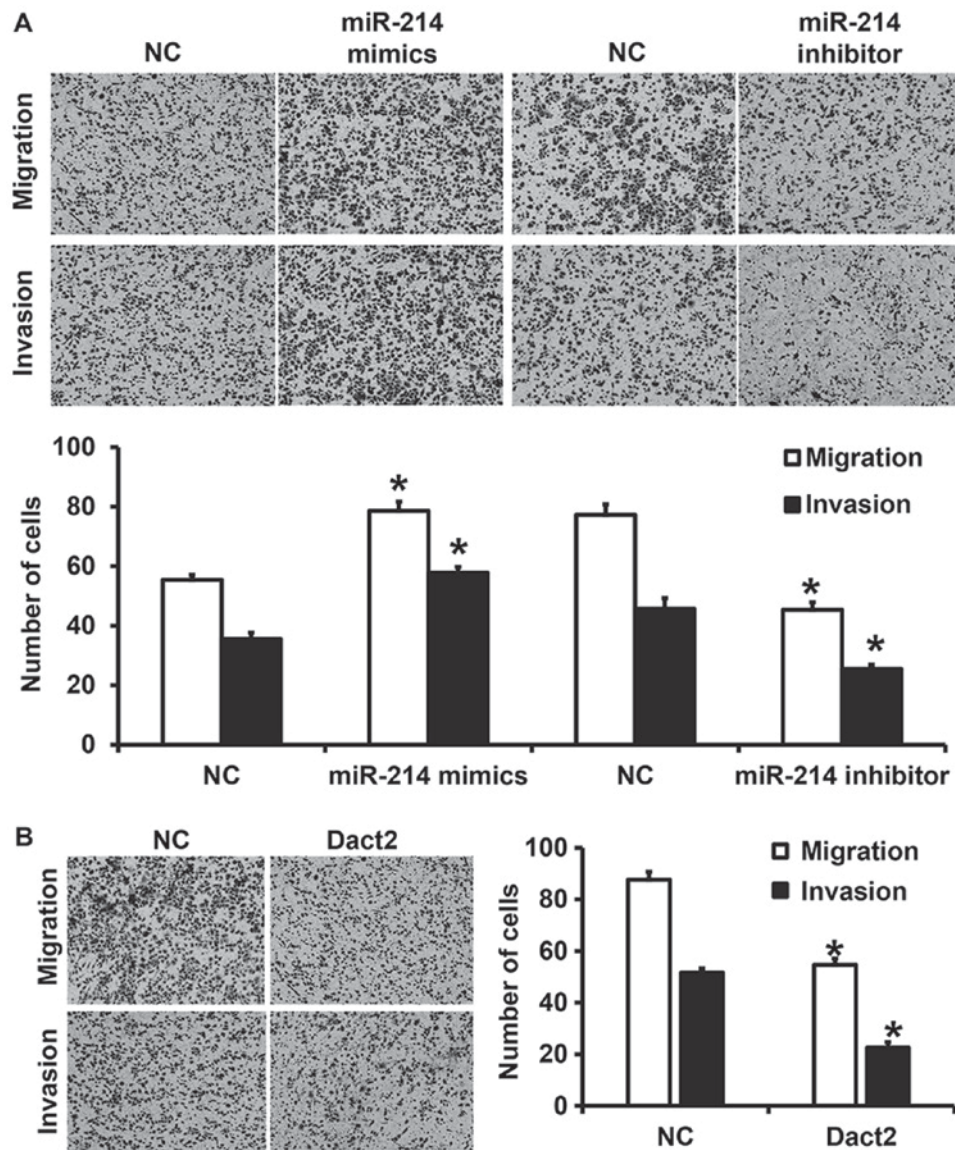 A
NC
miR-214
mimics
NC
miR-214
inhibitor
Migration
Invasion
Number of cells
100
80
60
40
20
0
* * * *
Migration
Invasion
NC
miR-214 mimics
NC
miR-214 inhibitor
B
NC
Dact2
Migration
Invasion
Number of cells
100
80
60
40
20
0
* *
Migration
Invasion
NC
Dact2